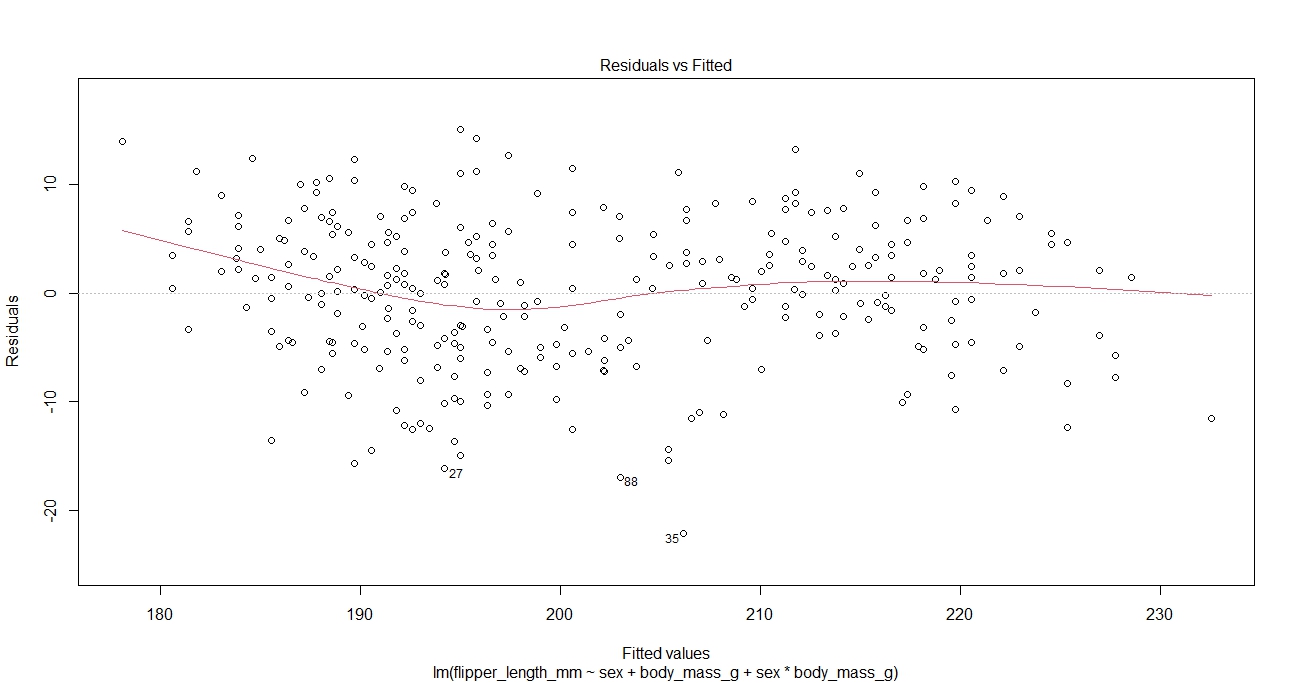 Residuals vs Fitted
Residuals
10
0
-10
-20
27
88
35
180 190 200 210 220 230
Fitted values
lm(flipper_length_mm ~ sex + body_mass_g + sex * body_mass_g)